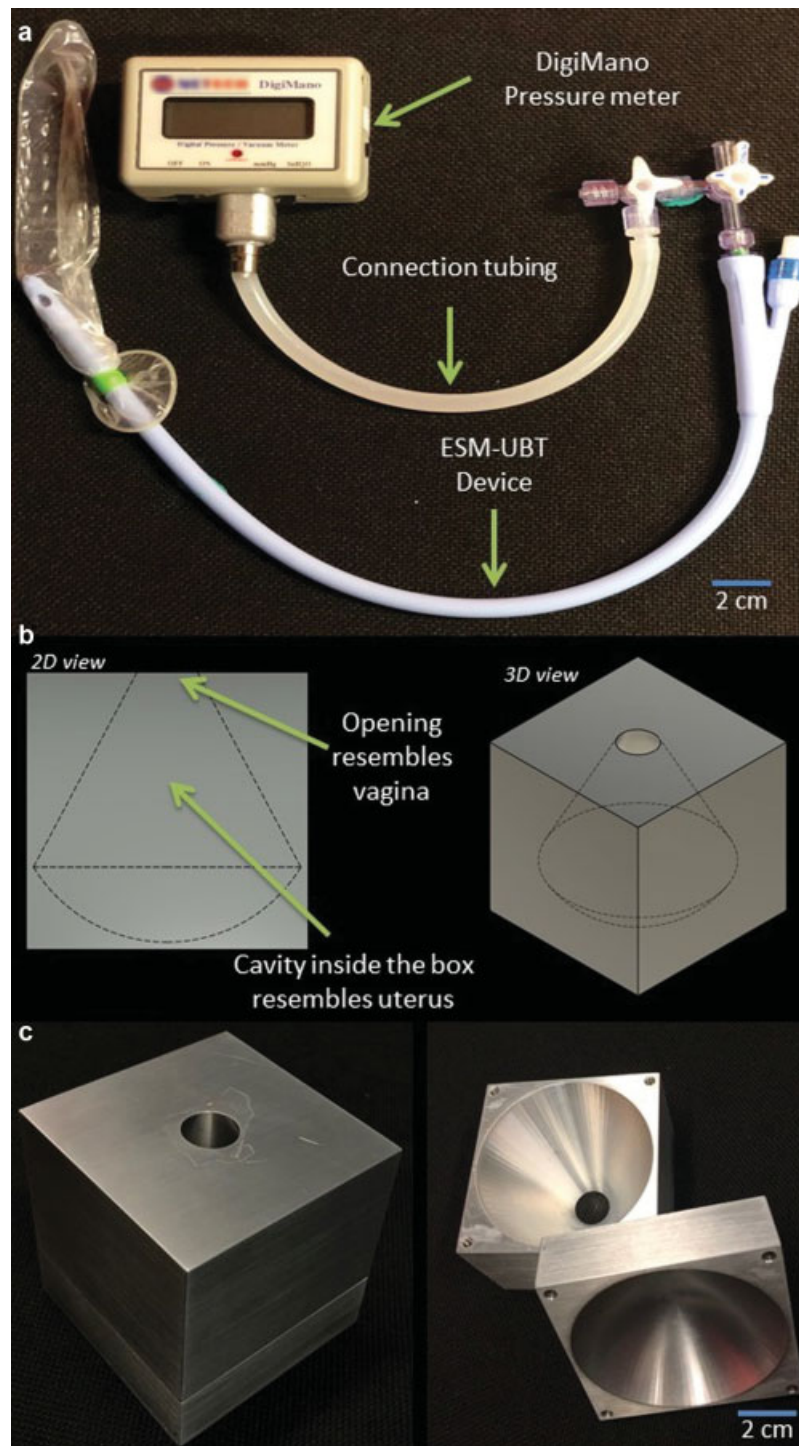 a
DigiMano
DigiMano
Pressure meter
Digital Pressure / Vacuum Meter
OFF ON mmHg
Connection tubing
ESM-UBT
Device
2 cm
b
2D view
3D view
Opening
resembles
vagina
Cavity inside the box
resembles uterus
c
2 cm